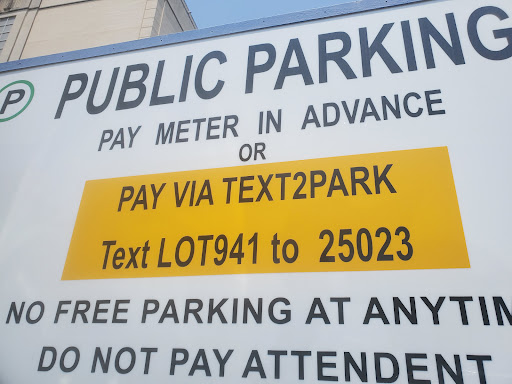 P PUBLIC PARKING
PAY METER IN ADVANCE
OR
PAY VIA TEXT2PARK
Text LOT941 to 25023
NO FREE PARKING AT ANYTIM
DO NOT PAY ATTENDENT